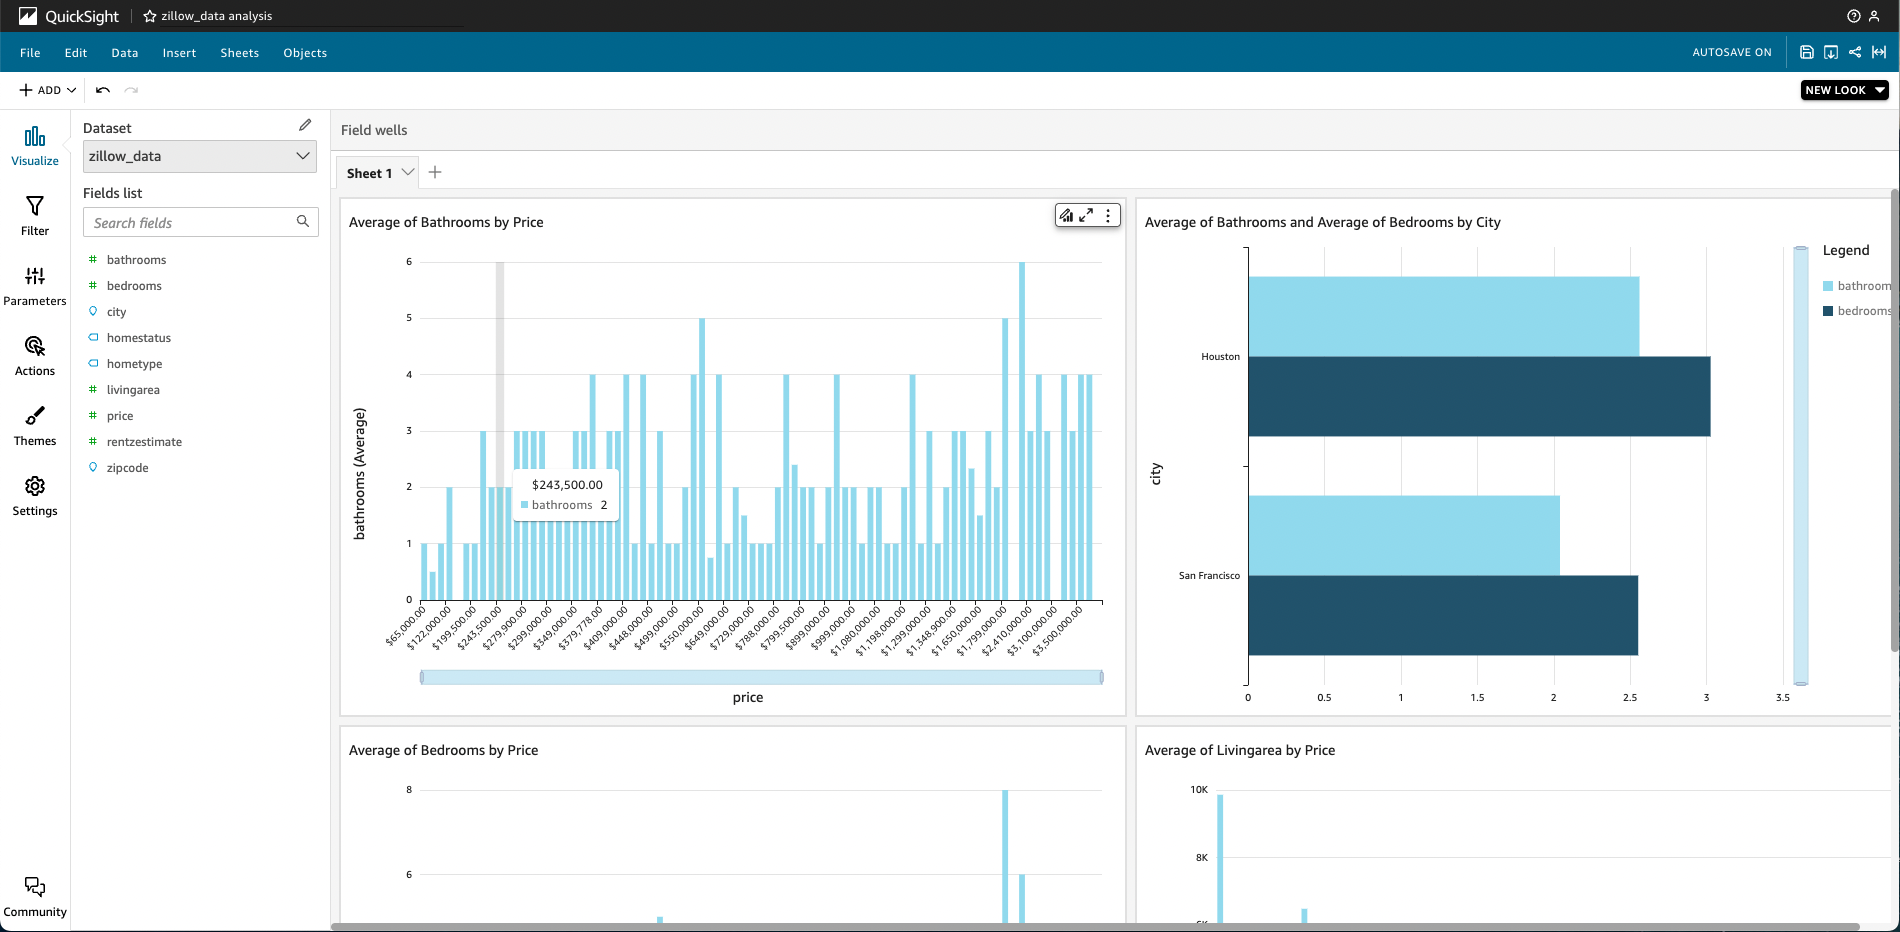 QuickSight
zillow_data analysis
File Edit Data Insert Sheets Objects
AUTOSAVE ON
ADD
NEW LOOK
Visualize
Filter
Parameters
Actions
Themes
Settings
Community
Dataset
zillow_data
Fields list
Search fields
bathrooms
bedrooms
city
homestatus
hometype
livingarea
price
rentzestimate
zipcode
Field wells
Sheet 1
Average of Bathrooms by Price
bathrooms (Average)
6
5
4
3
2
1
0
$243,500.00
bathrooms 2
$65,000.00
$122,000.00
$199,500.00
$243,500.00
$279,900.00
$299,000.00
$349,000.00
$379,778.00
$409,000.00
$448,000.00
$499,000.00
$550,000.00
$649,000.00
$729,000.00
$788,000.00
$799,500.00
$899,000.00
$999,000.00
$1,080,000.00
$1,198,000.00
$1,299,000.00
$1,348,900.00
$1,650,000.00
$1,799,000.00
$2,410,000.00
$3,100,000.00
$3,500,000.00
price
Average of Bathrooms and Average of Bedrooms by City
city
Houston
San Francisco
0 0.5 1 1.5 2 2.5 3 3.5
Legend
bathroom
bedrooms
Average of Bedrooms by Price
8
6
Average of Livingarea by Price
10K
8K